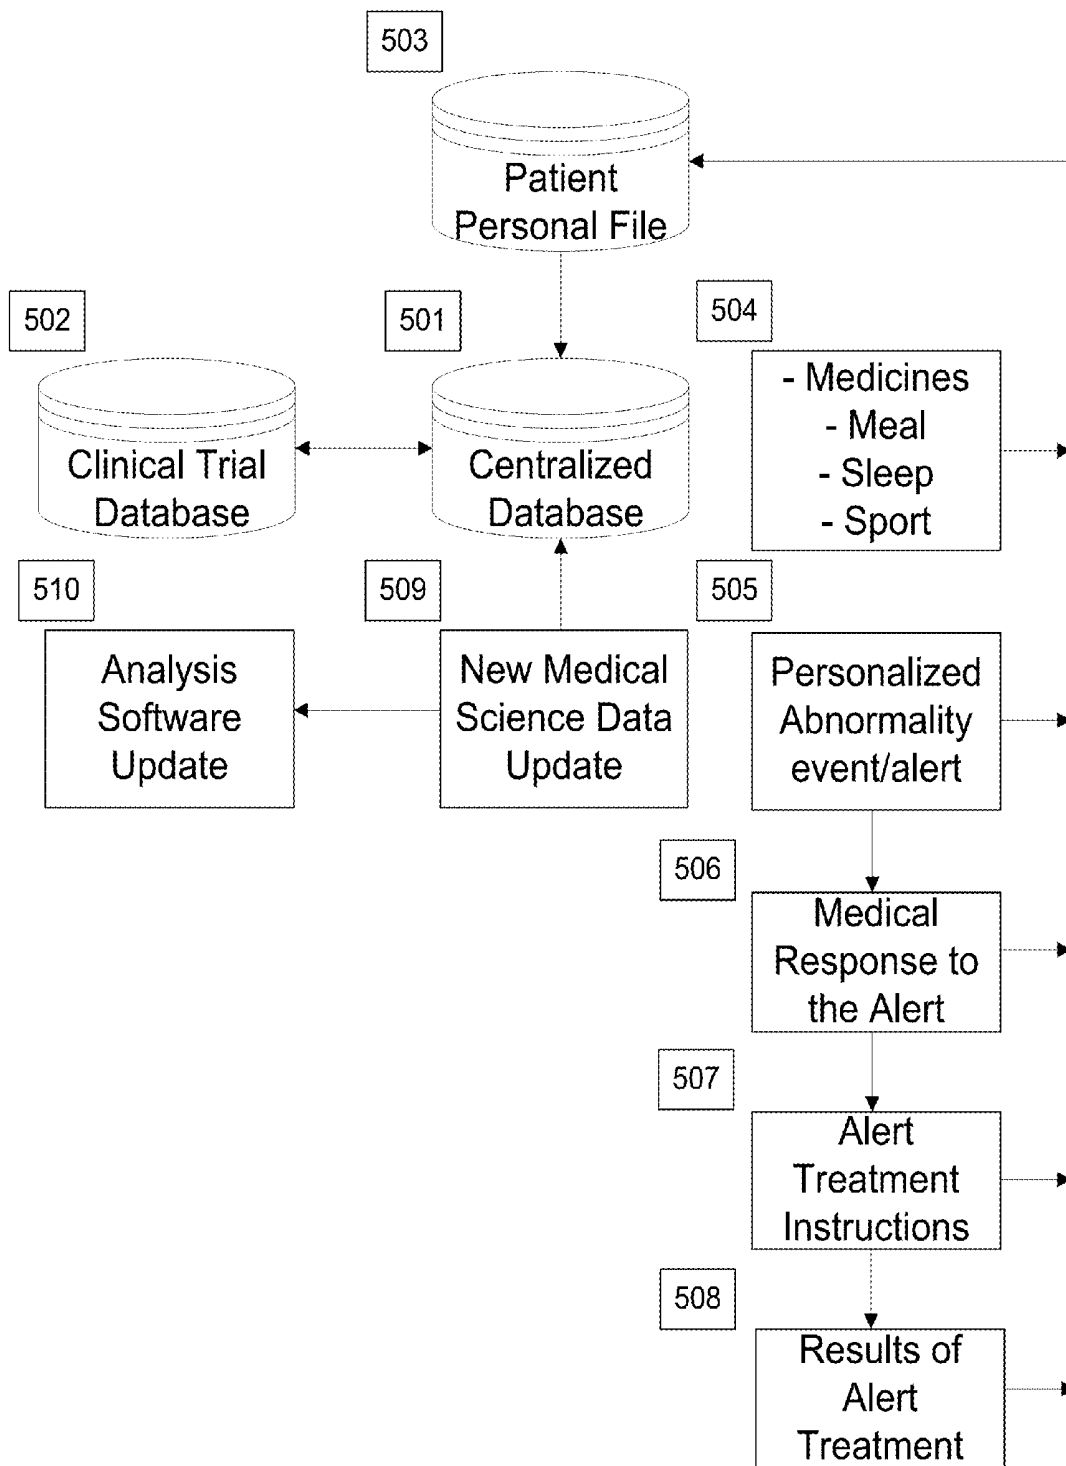 503
Patient
Personal File
502
501
504
Clinical Trial
Database
Centralized
Database
- Medicines
- Meal
- Sleep
- Sport
510
509
505
Analysis
Software
Update
New Medical
Science Data
Update
Personalized
Abnormality
event/alert
506
Medical
Response to
the Alert
507
Alert
Treatment
Instructions
508
Results of
Alert
Treatment